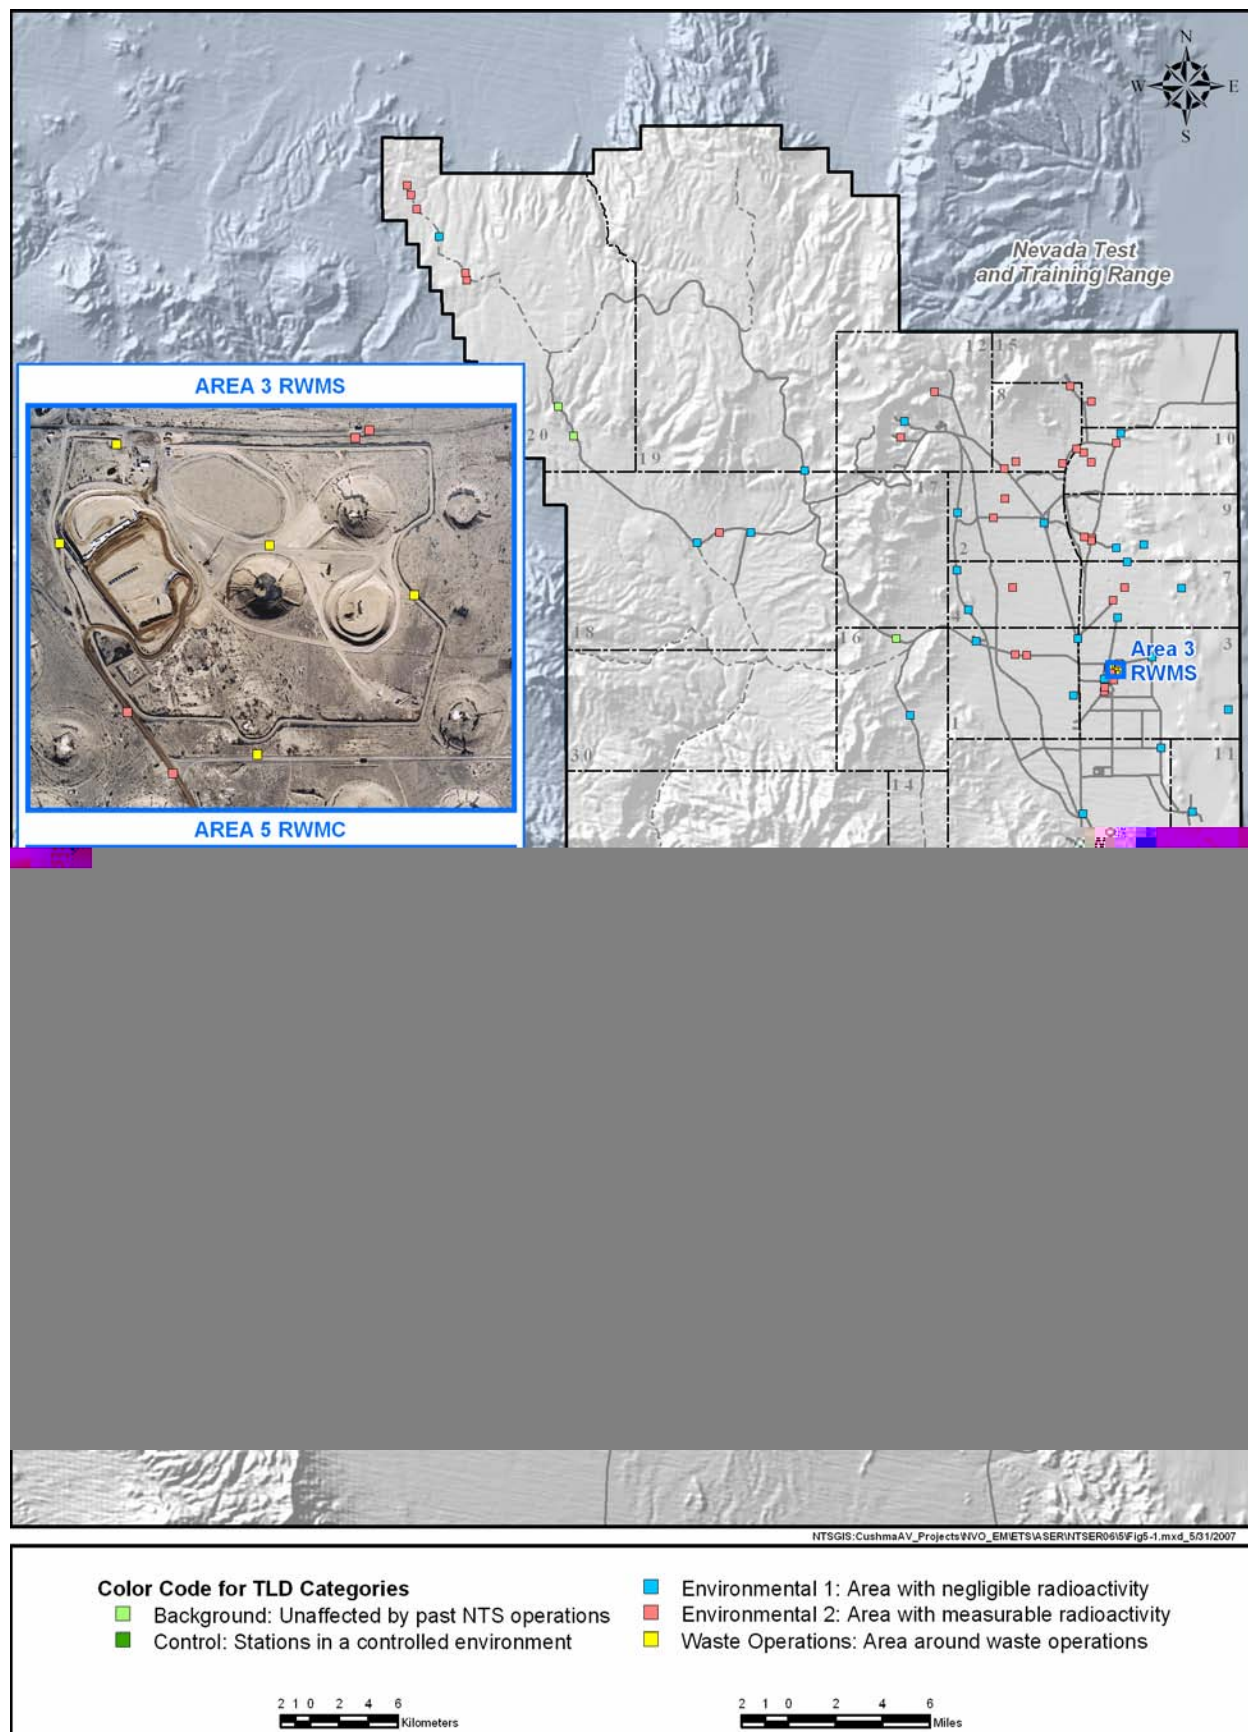 N
W E
S
Nevada Test
and Training Range
12 15
8
AREA 3 RWMS
20
19
10
17
9
2
7
4
18
16
3
Area 3
RWMS
1
30
11
14
AREA 5 RWMC
NTSGIS:CushmaAV_Projects\NVO_EM\ETS\ASER\NTSER06\5\Fig5-1.mxd_5/31/2007
Color Code for TLD Categories
Background: Unaffected by past NTS operations
Control: Stations in a controlled environment
Environmental 1: Area with negligible radioactivity
Environmental 2: Area with measurable radioactivity
Waste Operations: Area around waste operations
2 1 0 2 4 6
Kilometers
2 1 0 2 4 6
Miles